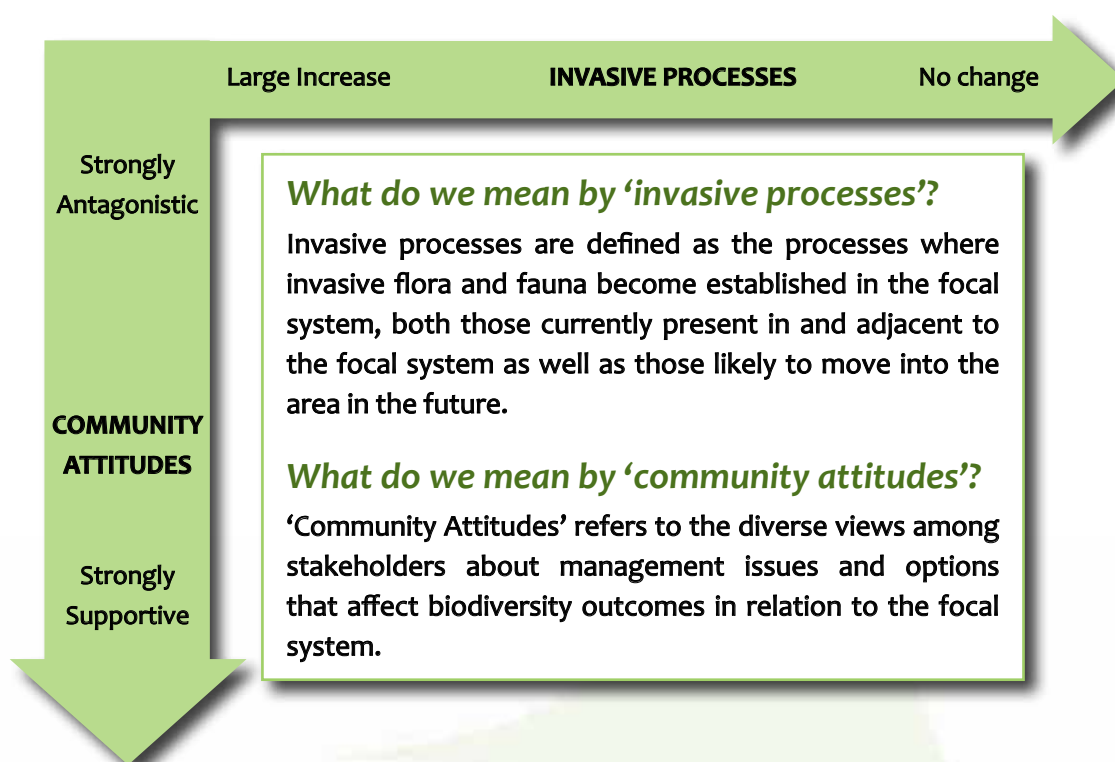 Large Increase
INVASIVE PROCESSES
No change
Strongly
Antagonistic
COMMUNITY
ATTITUDES
Strongly
Supportive
What do we mean by ‘invasive processes’?
Invasive processes are defined as the processes where
invasive flora and fauna become established in the focal
system, both those currently present in and adjacent to
the focal system as well as those likely to move into the
area in the future.
What do we mean by ‘community attitudes’?
‘Community Attitudes’ refers to the diverse views among
stakeholders about management issues and options
that affect biodiversity outcomes in relation to the focal
system.